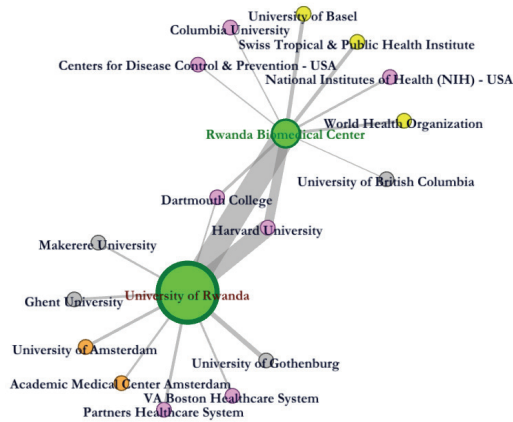 University of Basel
Columbia University
Swiss Tropical & Public Health Institute
Centers for Disease Control & Prevention - USA
National Institutes of Health (NIH) - USA
World Health Organization
Rwanda Biomedical Center
University of British Columbia
Dartmouth College
Harvard University
Makerere University
University of Rwanda
Ghent University
University of Amsterdam
University of Gothenburg
Academic Medical Center Amsterdam
VA Boston Healthcare System
Partners Healthcare System